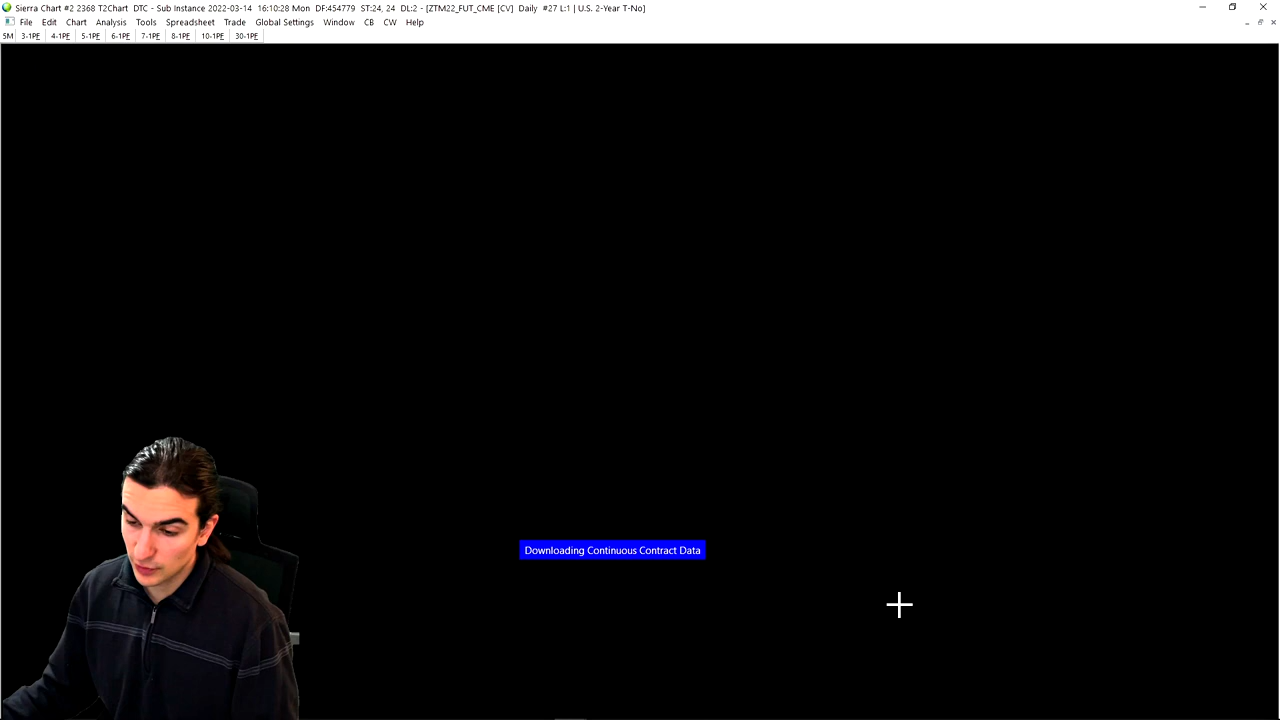 Sierra Chart #2 2368 T2Chart DTC - Sub Instance 2022-03-14 16:10:28 Mon DF:454779 ST:24, 24 DL:2 - [ZTM22_FUT_CME [CV] Daily #27 L:1 | U.S. 2-Year T-No]
File Edit Chart Analysis Tools Spreadsheet Trade Global Settings Window CB CW Help
5M 3-1PE 4-1PE 5-1PE 6-1PE 7-1PE 8-1PE 10-1PE 30-1PE
Downloading Continuous Contract Data